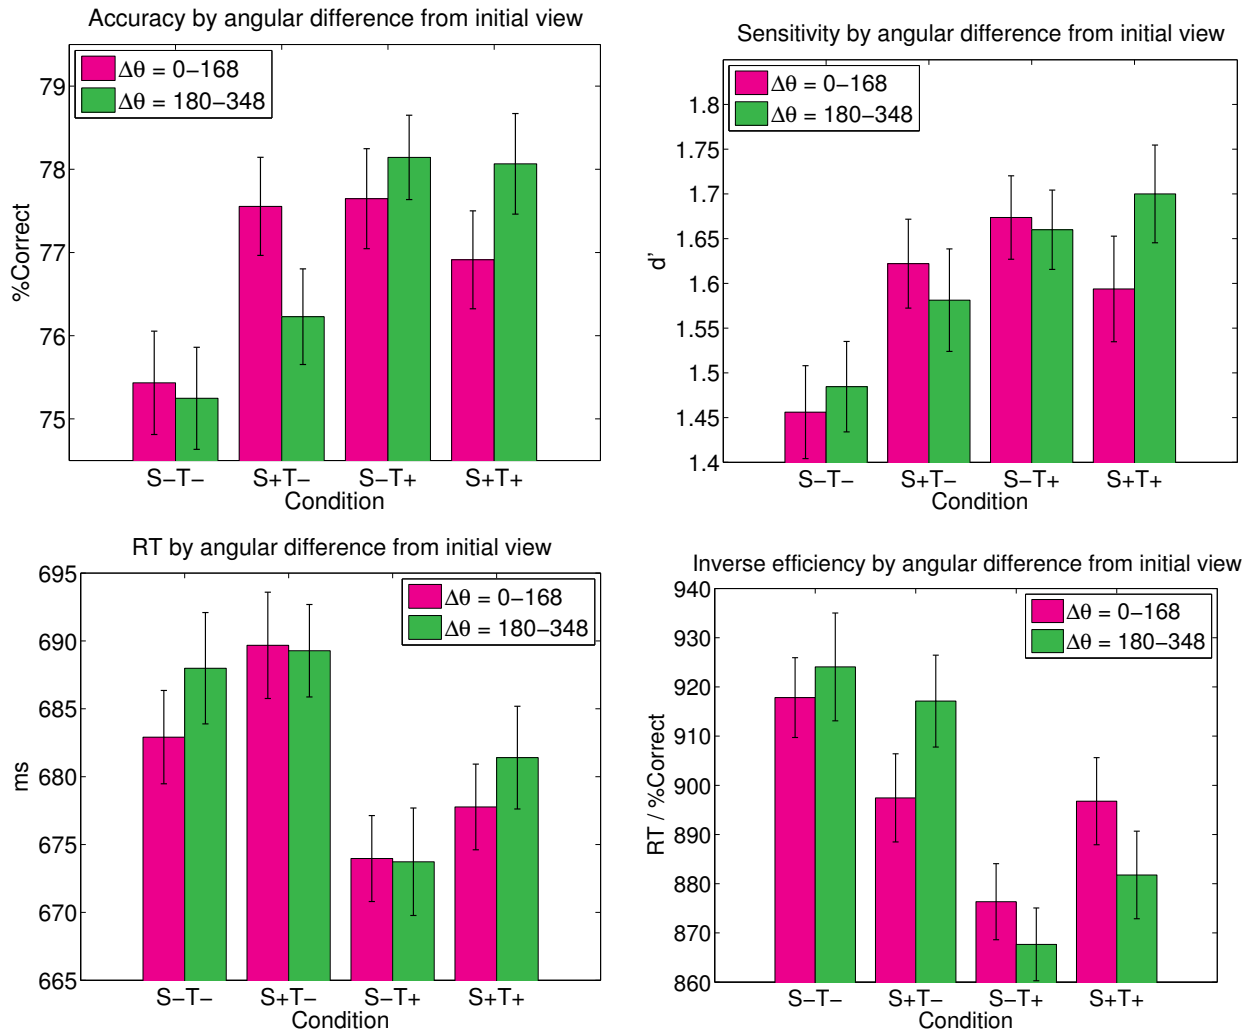 Accuracy by angular difference from initial view
79
78
77
76
75
%Correct
Δθ = 0−168
Δθ = 180−348
S−T−
S+T−
S−T+
S+T+
Condition
Sensitivity by angular difference from initial view
1.8
1.75
1.7
1.65
1.6
1.55
1.5
1.45
1.4
d’
Δθ = 0−168
Δθ = 180−348
S−T−
S+T−
S−T+
S+T+
Condition
RT by angular difference from initial view
695
690
685
680
675
670
665
ms
Δθ = 0−168
Δθ = 180−348
S−T−
S+T−
S−T+
S+T+
Condition
Inverse efficiency by angular difference from initial view
940
930
920
910
900
890
880
870
860
RT / %Correct
Δθ = 0−168
Δθ = 180−348
S−T−
S+T−
S−T+
S+T+
Condition